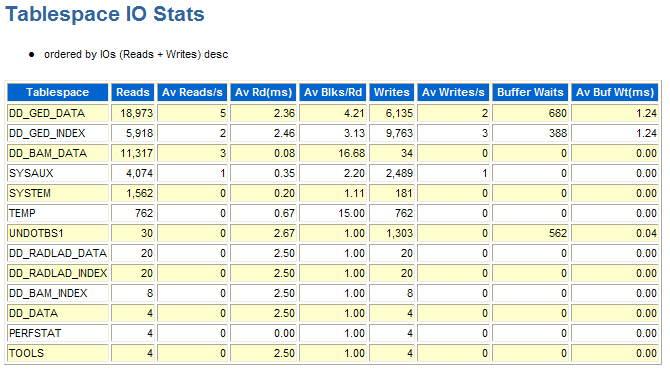 Tablespace IO Stats
● ordered by IOs (Reads + Writes) desc
Tablespace Reads Av Reads/s Av Rd(ms) Av Blks/Rd Writes Av Writes/s Buffer Waits Av Buf Wt(ms)
DD_GED_DATA 18,973 5 2.36 4.21 6,135 2 680 1.24
DD_GED_INDEX 5,918 2 2.46 3.13 9,763 3 388 1.24
DD_BAM_DATA 11,317 3 0.08 16.68 34 0 0 0.00
SYSAUX 4,074 1 0.35 2.20 2,489 1 0 0.00
SYSTEM 1,562 0 0.20 1.11 181 0 0 0.00
TEMP 762 0 0.67 15.00 762 0 0 0.00
UNDOTBS1 30 0 2.67 1.00 1,303 0 562 0.04
DD_RADLAD_DATA 20 0 2.50 1.00 20 0 0 0.00
DD_RADLAD_INDEX 20 0 2.50 1.00 20 0 0 0.00
DD_BAM_INDEX 8 0 2.50 1.00 8 0 0 0.00
DD_DATA 4 0 2.50 1.00 4 0 0 0.00
PERFSTAT 4 0 0.00 1.00 4 0 0 0.00
TOOLS 4 0 2.50 1.00 4 0 0 0.00